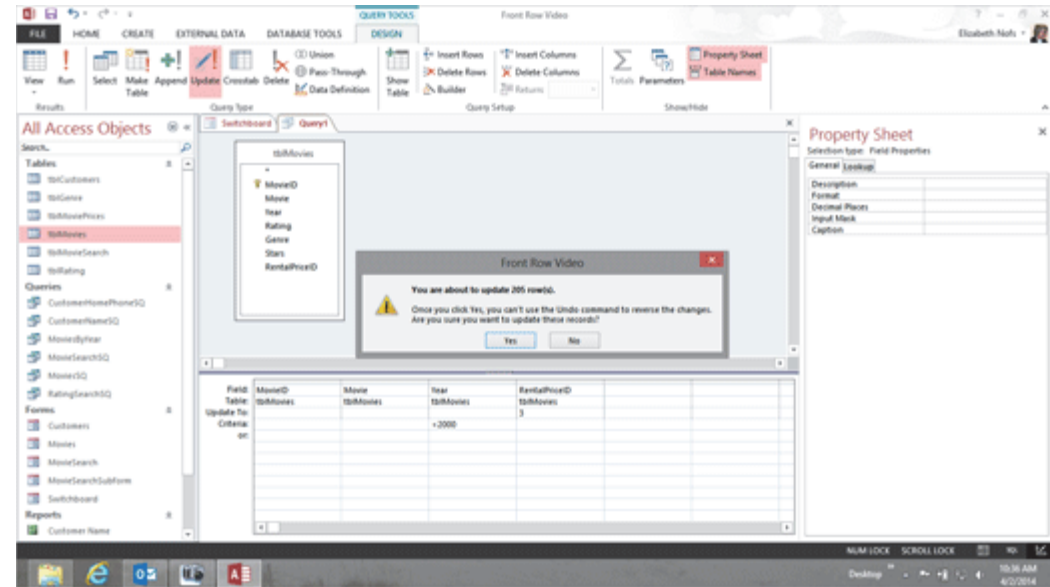 QUERY TOOLS
Front Row Video
FILE HOME CREATE EXTERNAL DATA DATABASE TOOLS DESIGN
Elizabeth Nofs
View Run Select Make Table Append Update Crosstab Delete
Union
Pass-Through
Data Definition
Show Table
Insert Rows
Delete Rows
Builder
Insert Columns
Delete Columns
Return:
Totals Parameters
Property Sheet
Table Names
Results Query Type Query Setup Show/Hide
All Access Objects
Search...
Tables
tblCustomers
tblGenre
tblMoviePrices
tblMovies
tblMovieSearch
tblRating
Queries
CustomerHomePhoneSQ
CustomerNameSQ
MoviesByYear
MovieSearchSQ
MoviesSQ
RatingSearchSQ
Forms
Customers
Movies
MovieSearch
MovieSearchSubform
Switchboard
Reports
Customer Name
Switchboard Query1
tblMovies
*
MovieID
Movie
Year
Rating
Genre
Stars
RentalPriceID
Front Row Video
You are about to update 205 row(s).
Once you click Yes, you can't use the Undo command to reverse the changes.
Are you sure you want to update these records?
Yes No
Field: MovieID Movie Year RentalPriceID
Table: tblMovies tblMovies tblMovies tblMovies
Update To: 3
Criteria: <2000
or:
Property Sheet
Selection type: Field Properties
General Lookup
Description
Format
Decimal Places
Input Mask
Caption
NUM LOCK SCROLL LOCK SQL
Desktop
10:36 AM
4/2/2014